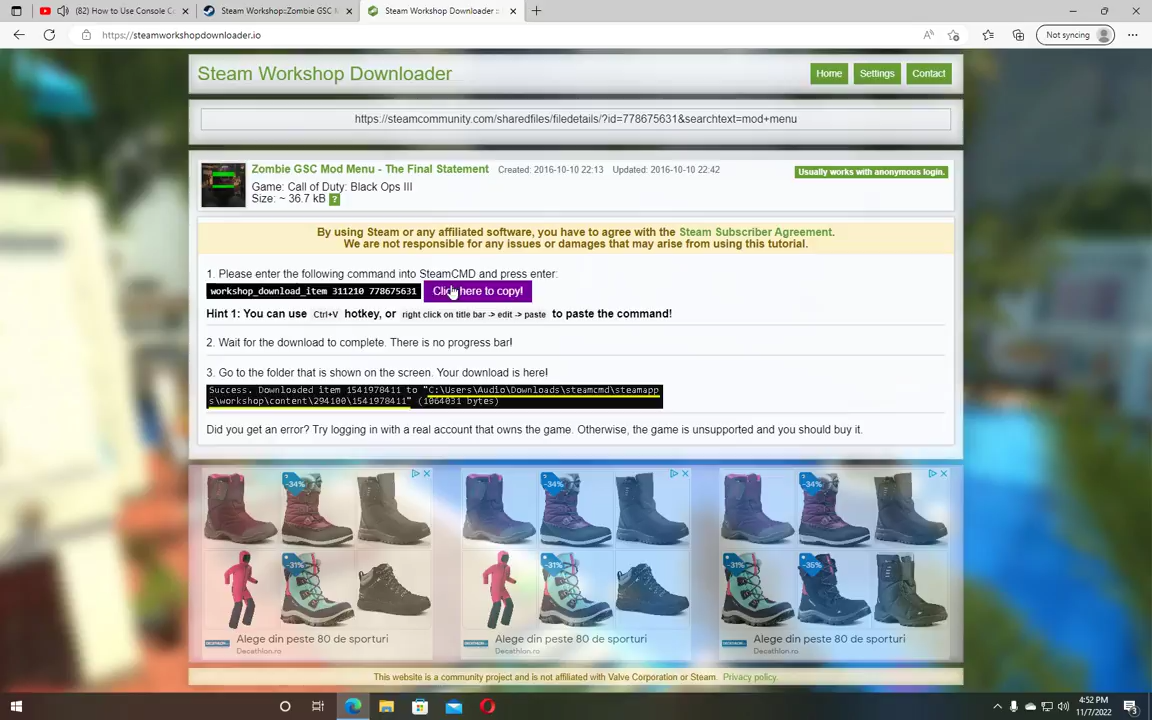 (82) How to Use Console C
Steam Workshop::Zombie GSC M
Steam Workshop Downloader ::
https://steamworkshopdownloader.io
Not syncing
Steam Workshop Downloader
Home
Settings
Contact
https://steamcommunity.com/sharedfiles/filedetails/?id=778675631&searchtext=mod+menu
Zombie GSC Mod Menu - The Final Statement Created: 2016-10-10 22:13 Updated: 2016-10-10 22:42
Usually works with anonymous login.
Game: Call of Duty: Black Ops III
Size: ~ 36.7 kB ?
By using Steam or any affiliated software, you have to agree with the Steam Subscriber Agreement.
We are not responsible for any issues or damages that may arise from using this tutorial.
1. Please enter the following command into SteamCMD and press enter:
workshop_download_item 311210 778675631 Click here to copy!
Hint 1: You can use Ctrl+V hotkey, or right click on title bar -> edit -> paste to paste the command!
2. Wait for the download to complete. There is no progress bar!
3. Go to the folder that is shown on the screen. Your download is here!
Success. Downloaded item 1541978411 to "C:\Users\Audio\Downloads\steamcmd\steamapp
s\workshop\content\294100\1541978411" (1064031 bytes)
Did you get an error? Try logging in with a real account that owns the game. Otherwise, the game is unsupported and you should buy it.
-34%
-34%
-34%
-31%
-31%
-31%
-35%
Alege din peste 80 de sporturi
Decathlon.ro
Alege din peste 80 de sporturi
Decathlon.ro
Alege din peste 80 de sporturi
Decathlon.ro
This website is a community project and is not affiliated with Valve Corporation or Steam. Privacy policy.
4:52 PM
11/7/2022
3